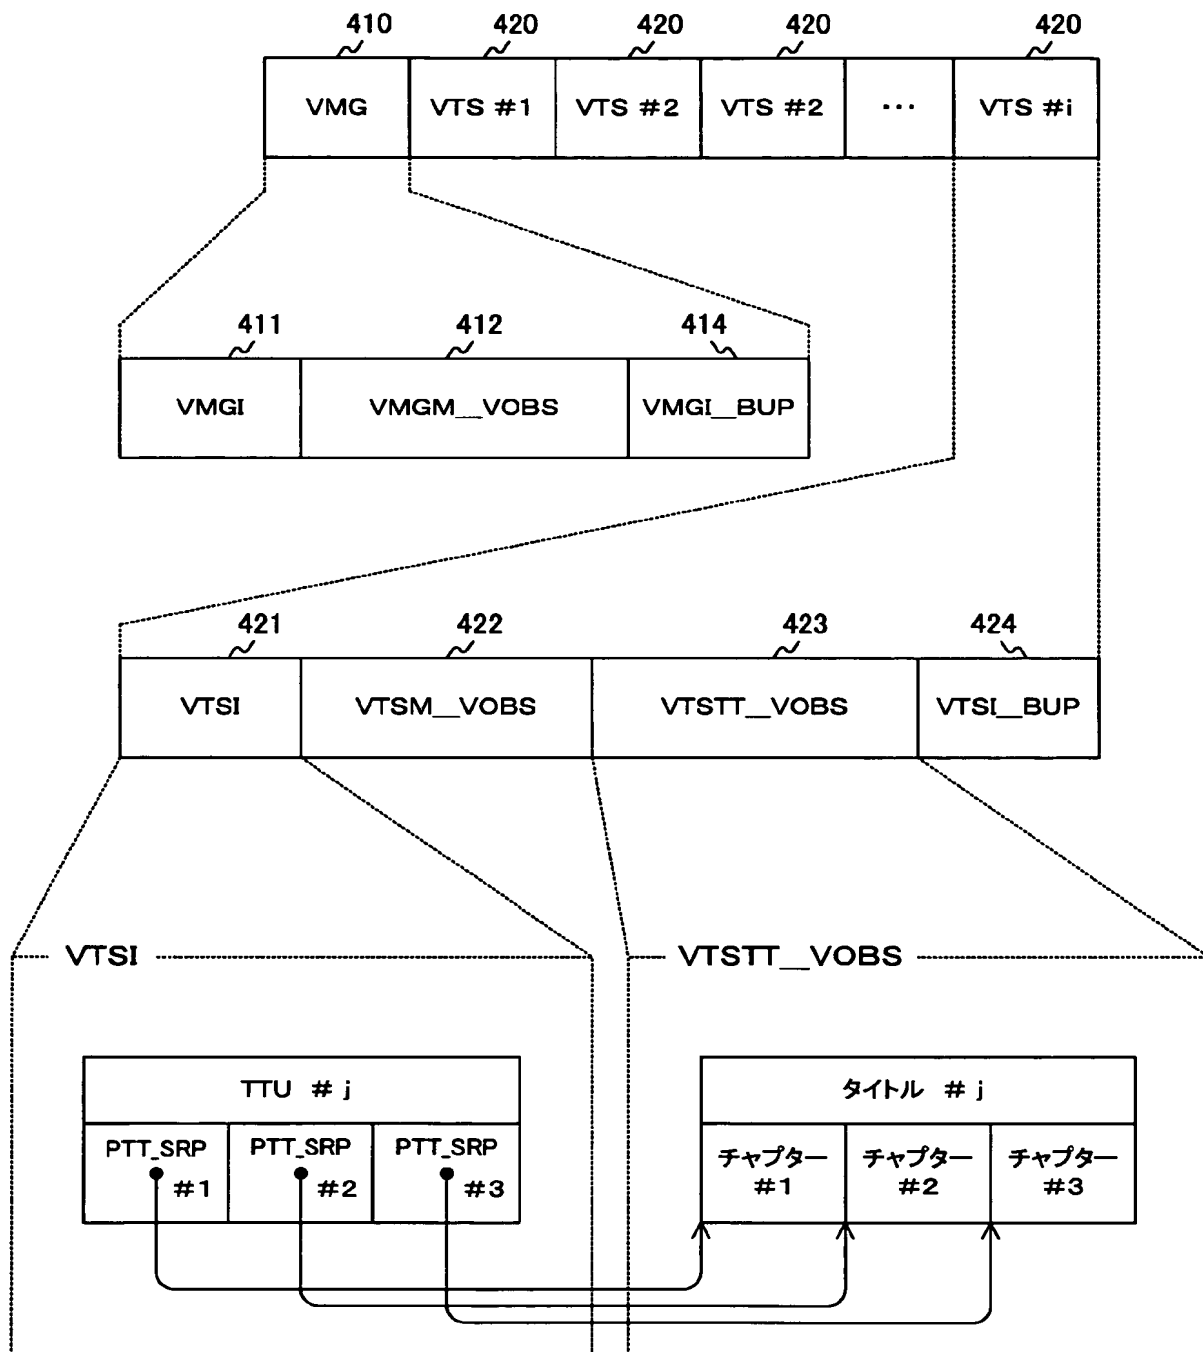 410 420 420 420 420
VMG VTS #1 VTS #2 VTS #2 ··· VTS #i
411 412 414
VMGI VMGM__VOBS VMGI__BUP
421 422 423 424
VTSI VTSM__VOBS VTSTT__VOBS VTSI__BUP
VTSI VTSTT__VOBS
TTU # j タイトル # j
PTT_SRP PTT_SRP PTT_SRP チャプター チャプター チャプター
#1 #2 #3 #1 #2 #3